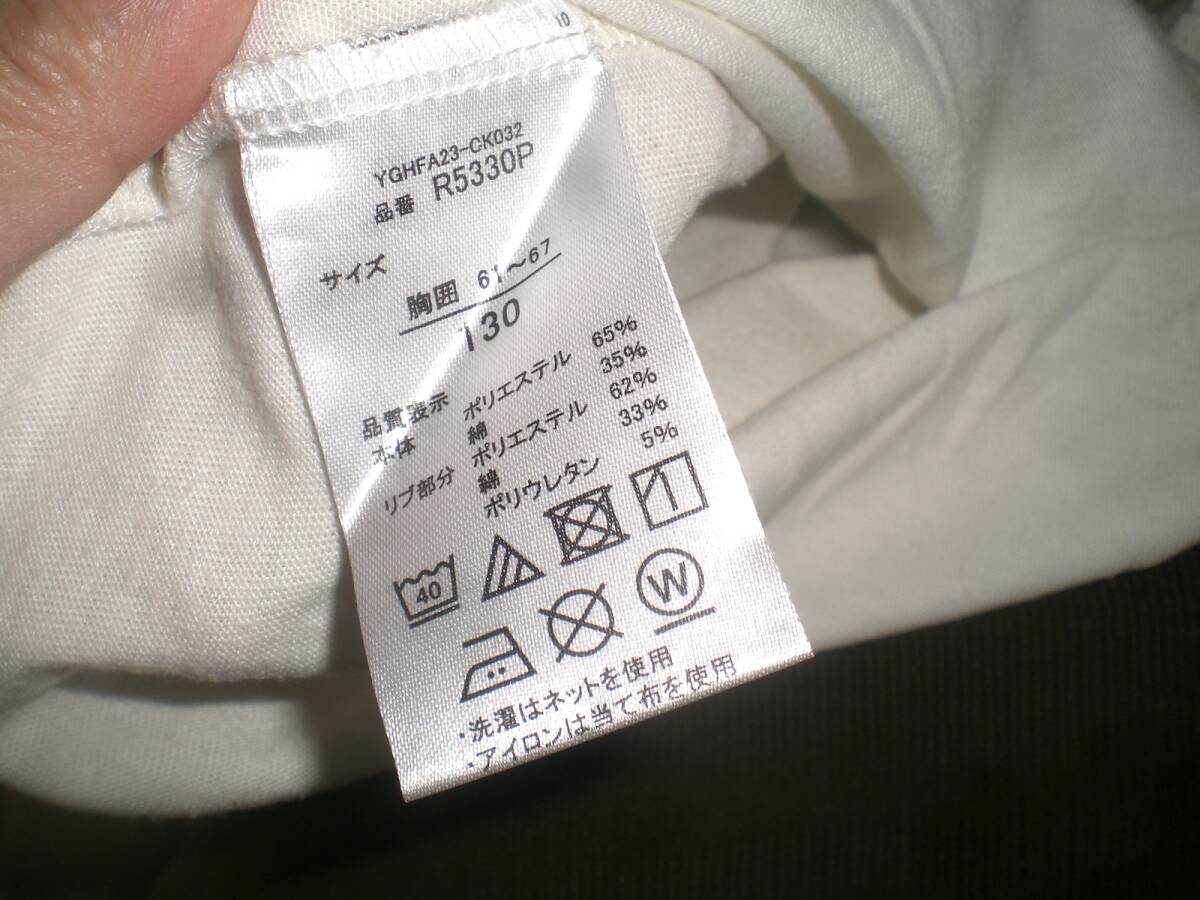 10
YGHFA23-CK032
品番 R5330P
サイズ
胸囲 61~67
130
品質表示
本体 ポリエステル 65%
綿 35%
リブ部分 ポリエステル 62%
綿 33%
ポリウレタン 5%
40
W
・洗濯はネットを使用
・アイロンは当て布を使用